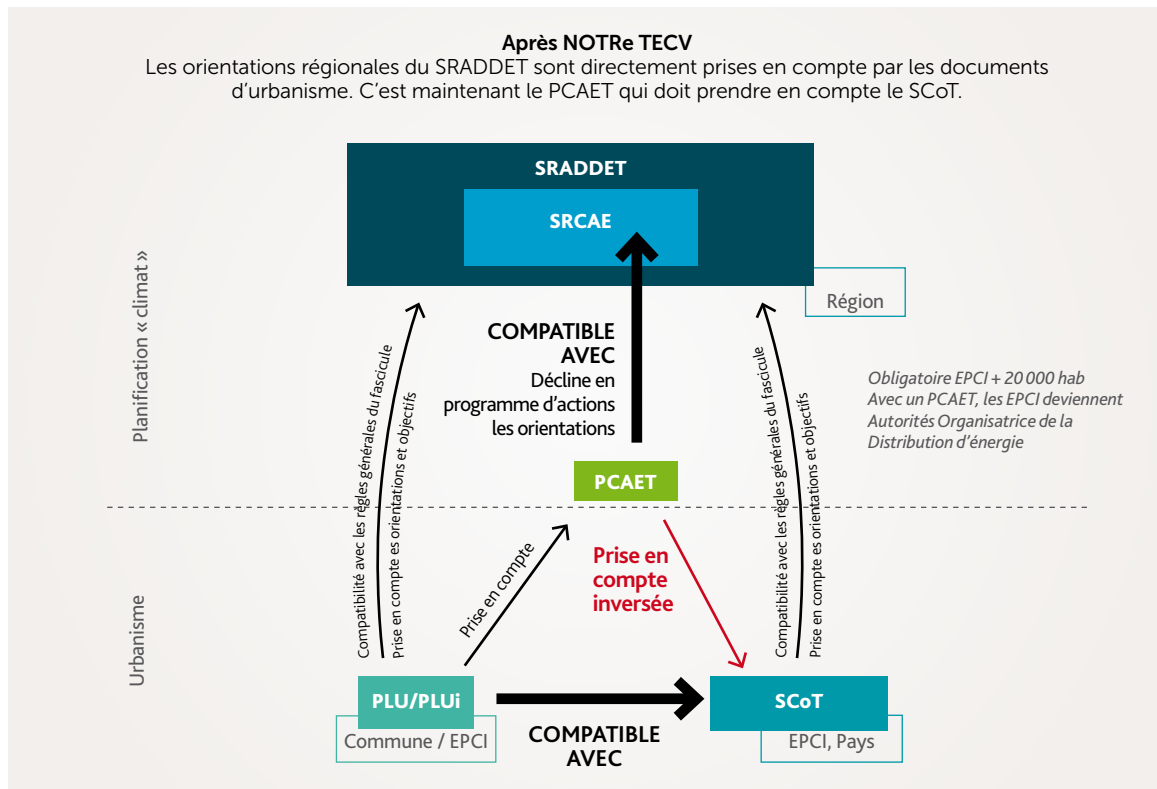 Après NOTRe TECV
Les orientations régionales du SRADDET sont directement prises en compte par les documents
d’urbanisme. C’est maintenant le PCAET qui doit prendre en compte le SCoT.
SRADDET
SRCAE
Région
Planification « climat »
COMPATIBLE
AVEC
Décline en
programme d’actions
les orientations
Compatibilité avec les règles générales du fascicule
Prise en compte es orientations et objectifs
Compatibilité avec les règles générales du fascicule
Prise en compte es orientations et objectifs
Obligatoire EPCI + 20 000 hab
Avec un PCAET, les EPCI deviennent
Autorités Organisatrice de la
Distribution d’énergie
PCAET
Urbanisme
Prise en compte
Prise en
compte
inversée
PLU/PLUi
Commune / EPCI
COMPATIBLE
AVEC
SCoT
EPCI, Pays